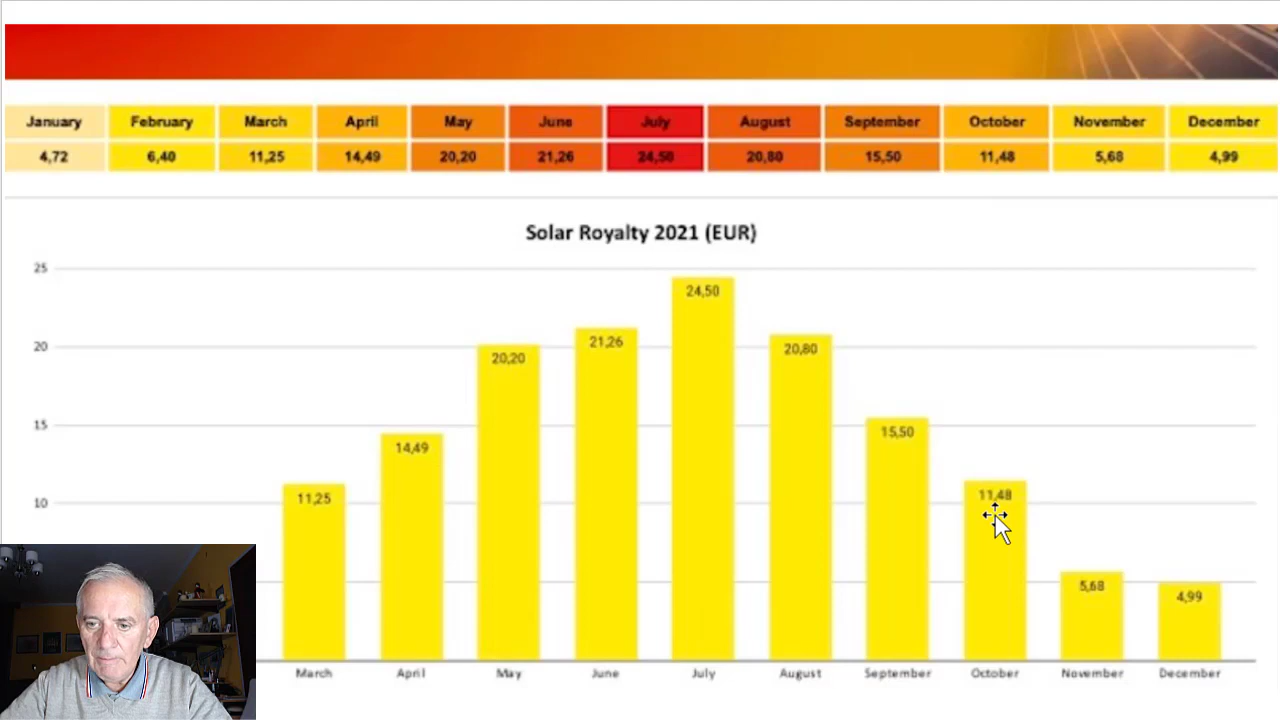 January February March April May June July August September October November December
4,72 6,40 11,25 14,49 20,20 21,26 24,50 20,80 15,50 11,48 5,68 4,99
Solar Royalty 2021 (EUR)
25
24,50
20
20,20 21,26 20,80
15
14,49 15,50
10
11,25 11,48
5,68 4,99
March April May June July August September October November December